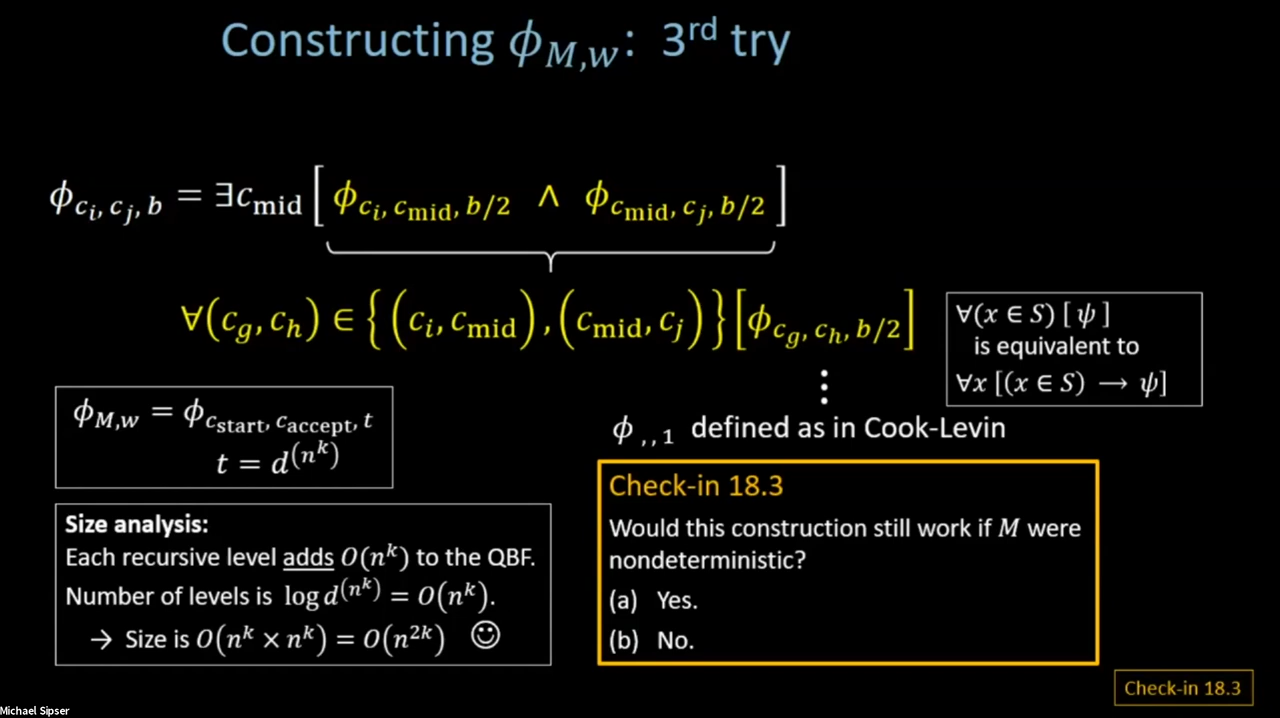 Constructing ϕ_{M,w}: 3rd try
ϕ_{c_i, c_j, b} = ∃c_mid [ ϕ_{c_i, c_mid, b/2} ∧ ϕ_{c_mid, c_j, b/2} ]
∀(c_g, c_h) ∈ { (c_i, c_mid), (c_mid, c_j) } [ϕ_{c_g, c_h, b/2}]
∀(x ∈ S) [ ψ ]
is equivalent to
∀x [(x ∈ S) → ψ]
⋮
ϕ_{M,w} = ϕ_{c_start, c_accept, t}
t = d^{(n^k)}
ϕ_{, , 1} defined as in Cook-Levin
Size analysis:
Each recursive level adds O(n^k) to the QBF.
Number of levels is log d^{(n^k)} = O(n^k).
→ Size is O(n^k × n^k) = O(n^{2k}) ☺
Check-in 18.3
Would this construction still work if M were
nondeterministic?
(a) Yes.
(b) No.
Check-in 18.3
Michael Sipser